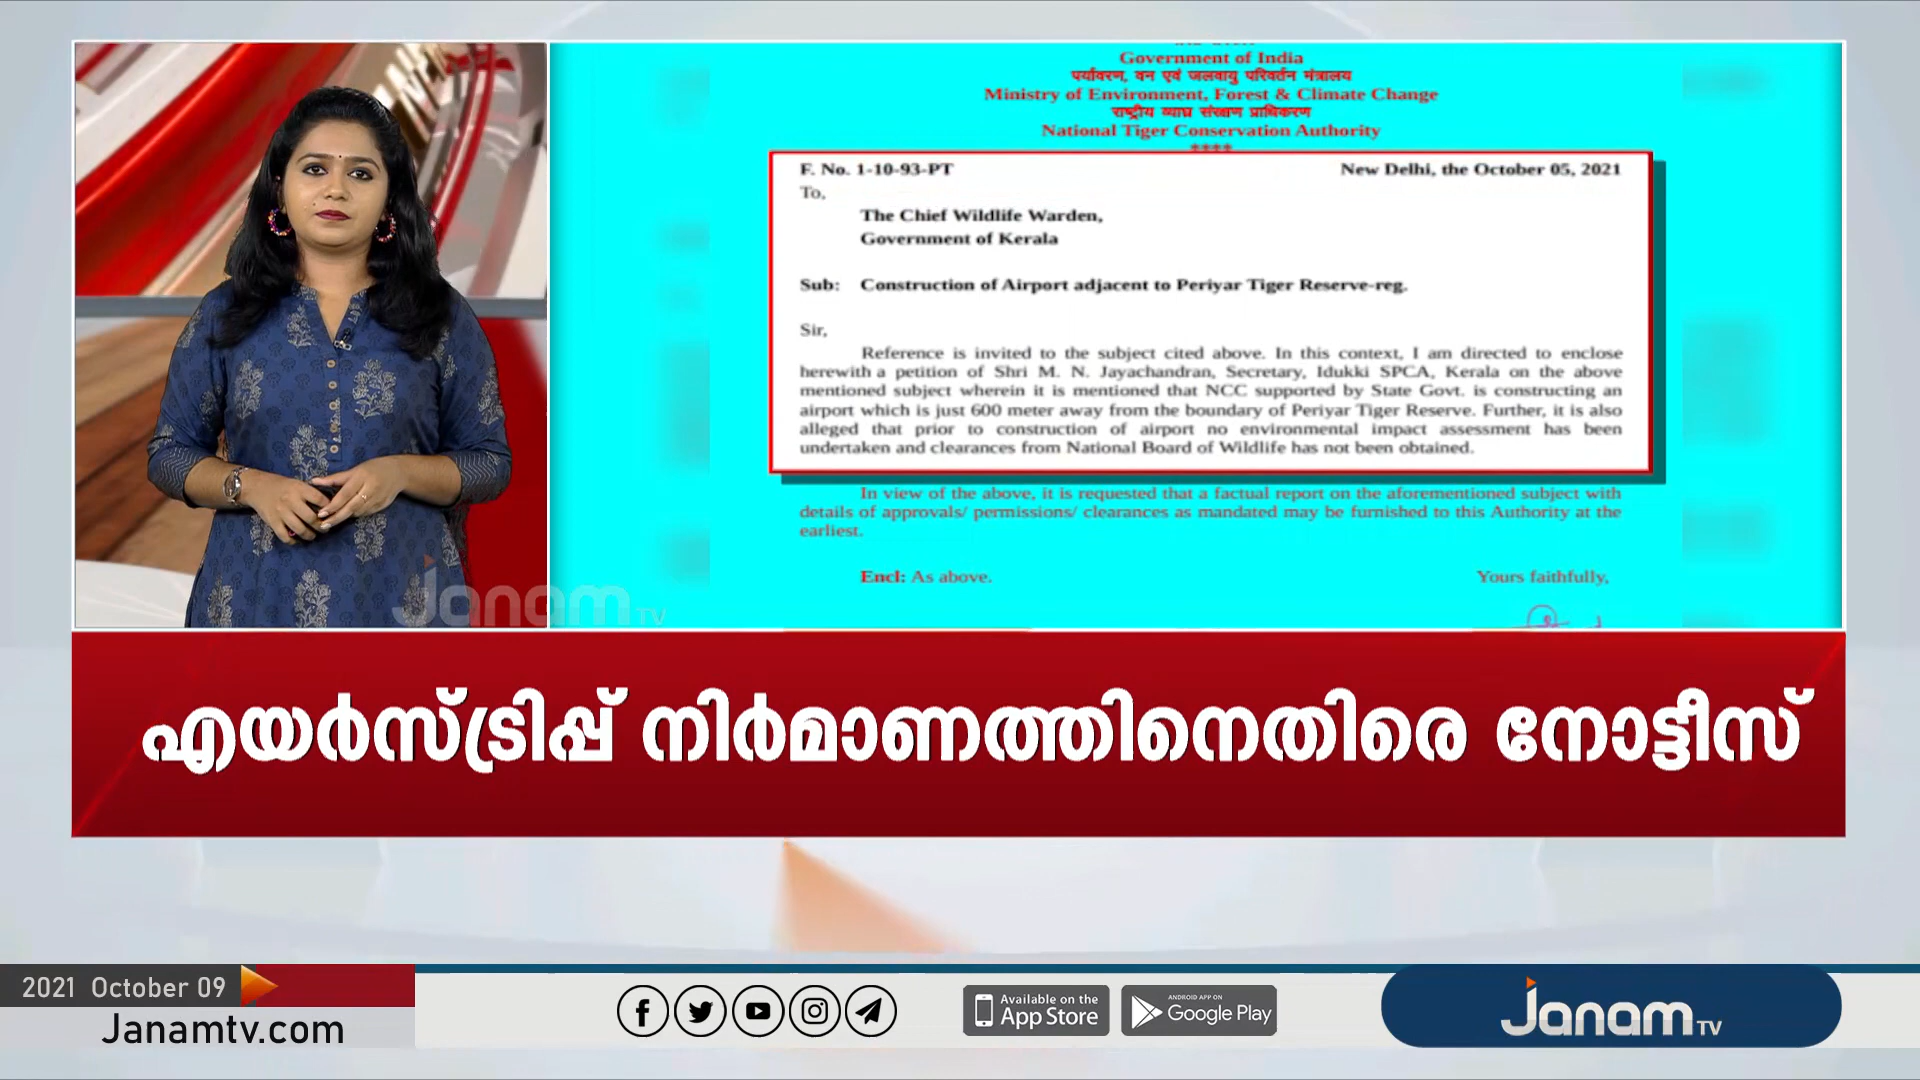 Government of India
पर्यावरण, वन एवं जलवायु परिवर्तन मंत्रालय
Ministry of Environment, Forest & Climate Change
राष्ट्रीय व्याघ्र संरक्षण प्राधिकरण
National Tiger Conservation Authority
****
F. No. 1-10-93-PT New Delhi, the October 05, 2021
To,
The Chief Wildlife Warden,
Government of Kerala
Sub: Construction of Airport adjacent to Periyar Tiger Reserve-reg.
Sir,
Reference is invited to the subject cited above. In this context, I am directed to enclose
herewith a petition of Shri M. N. Jayachandran, Secretary, Idukki SPCA, Kerala on the above
mentioned subject wherein it is mentioned that NCC supported by State Govt. is constructing an
airport which is just 600 meter away from the boundary of Periyar Tiger Reserve. Further, it is also
alleged that prior to construction of airport no environmental impact assessment has been
undertaken and clearances from National Board of Wildlife has not been obtained.
In view of the above, it is requested that a factual report on the aforementioned subject with
details of approvals/ permissions/ clearances as mandated may be furnished to this Authority at the
earliest.
Encl: As above. Yours faithfully,
Janam TV
എയർസ്ട്രിപ്പ് നിർമാണത്തിനെതിരെ നോട്ടീസ്
2021 October 09
Janamtv.com
Available on the
App Store
ANDROID APP ON
Google Play
Janam TV